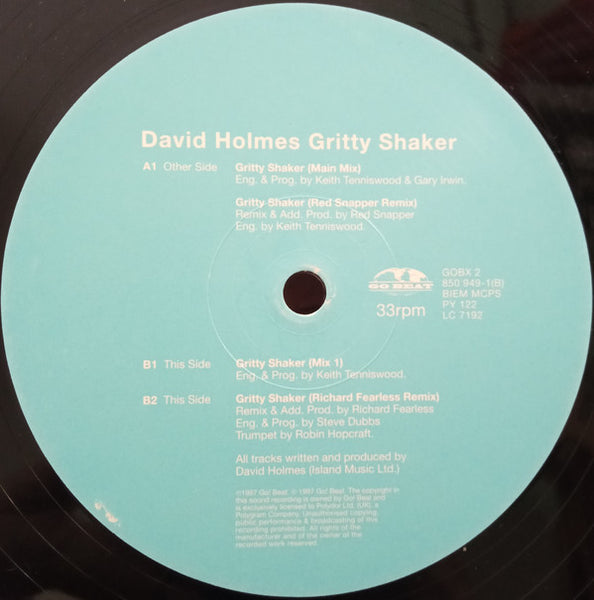 David Holmes Gritty Shaker
A1 Other Side Gritty Shaker (Main Mix)
Eng. & Prog. by Keith Tenniswood & Gary Irwin.
Gritty Shaker (Red Snapper Remix)
Remix & Add. Prod. by Red Snapper
Eng. by Keith Tenniswood.
GO BEAT
33rpm
GOBX 2
850 949-1(B)
BIEM MCPS
PY 122
LC 7192
B1 This Side Gritty Shaker (Mix 1)
Eng. & Prog. by Keith Tenniswood.
B2 This Side Gritty Shaker (Richard Fearless Remix)
Remix & Add. Prod. by Richard Fearless
Eng. & Prog. by Steve Dubbs
Trumpet by Robin Hopcraft.
All tracks written and produced by
David Holmes (Island Music Ltd.)
℗1997 Go! Beat. © 1997 Go! Beat. The copyright in
this sound recording is owned by Go! Beat and
is exclusively licensed to Polydor Ltd. (UK), a
Polygram Company. Unauthorised copying,
public performance & broadcasting of this
recording prohibited. All rights of the
manufacturer and of the owner of the
recorded work reserved.